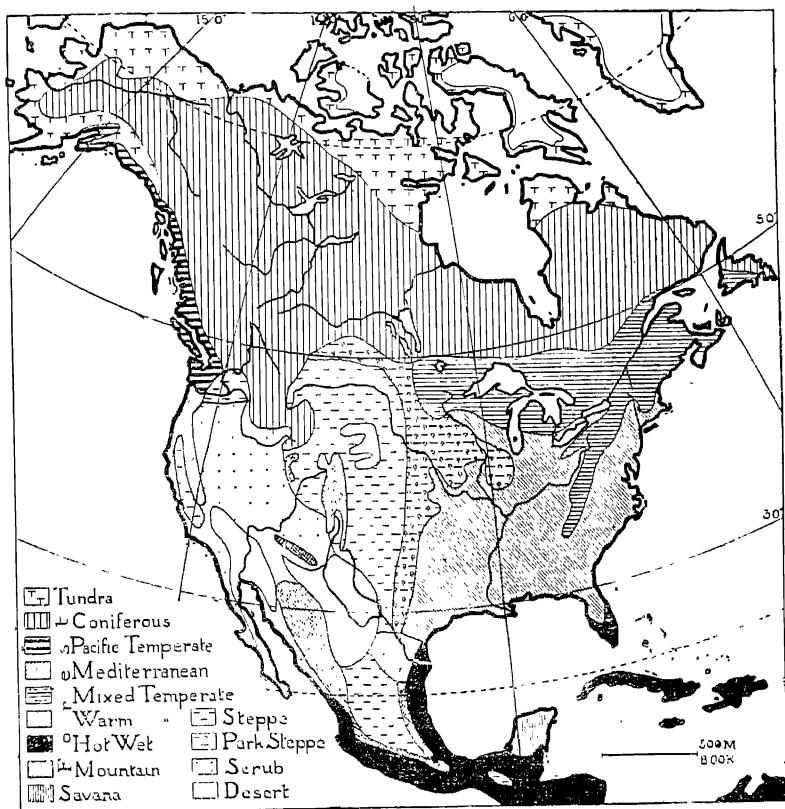 150°
50°
30°
Tundra
Coniferous
Pacific Temperate
Mediterranean
Mixed Temperate
Warm "
Hot Wet
Mountain
Savana
Steppe
Park Steppe
Scrub
Desert
500M